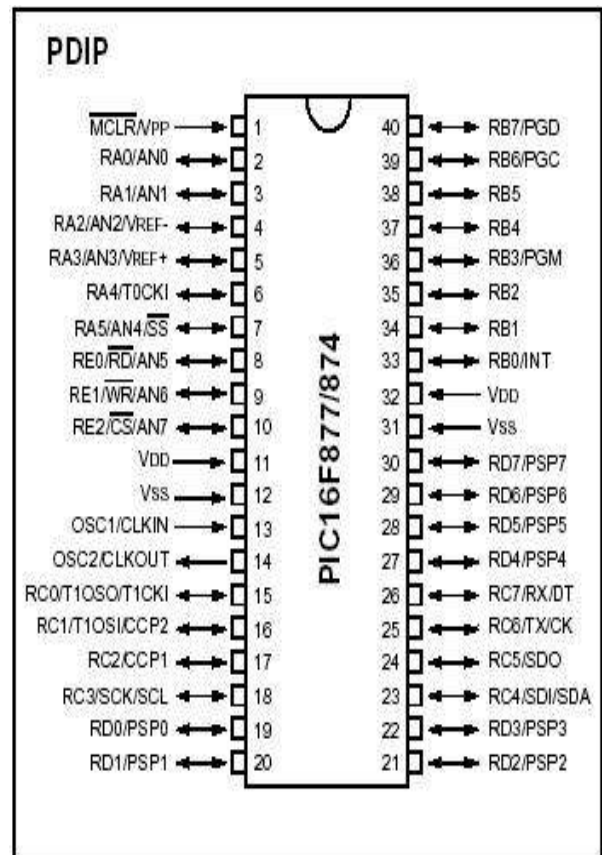 PDIP
MCLR/VPP 1 40 RB7/PGD
RA0/AN0 2 39 RB6/PGC
RA1/AN1 3 38 RB5
RA2/AN2/VREF- 4 37 RB4
RA3/AN3/VREF+ 5 36 RB3/PGM
RA4/T0CKI 6 35 RB2
RA5/AN4/SS 7 34 RB1
RE0/RD/AN5 8 33 RB0/INT
RE1/WR/AN6 9 32 VDD
RE2/CS/AN7 10 31 VSS
VDD 11 30 RD7/PSP7
VSS 12 29 RD6/PSP6
OSC1/CLKIN 13 28 RD5/PSP5
OSC2/CLKOUT 14 27 RD4/PSP4
RC0/T1OSO/T1CKI 15 26 RC7/RX/DT
RC1/T1OSI/CCP2 16 25 RC6/TX/CK
RC2/CCP1 17 24 RC5/SDO
RC3/SCK/SCL 18 23 RC4/SDI/SDA
RD0/PSP0 19 22 RD3/PSP3
RD1/PSP1 20 21 RD2/PSP2
PIC16F877/874